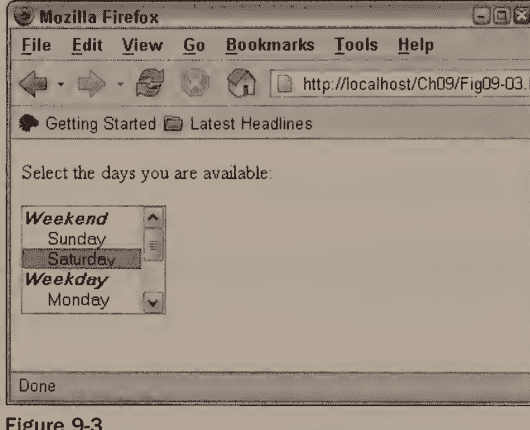 Mozilla Firefox
File Edit View Go Bookmarks Tools Help
http://localhost/Ch09/Fig09-03.
Getting Started Latest Headlines
Select the days you are available:
Weekend
Sunday
Saturday
Weekday
Monday
Done
Figure 9-3